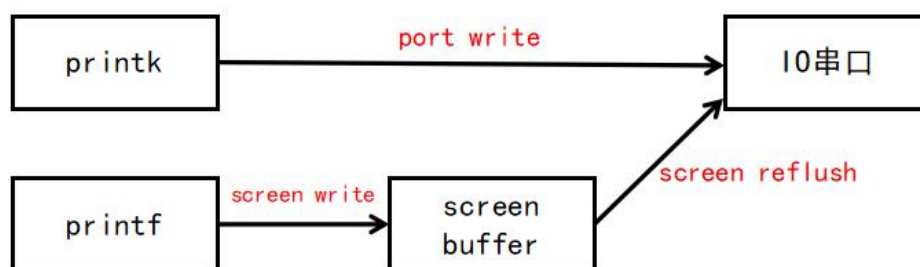 printk
port write
IO串口
printf
screen write
screen
buffer
screen reflush